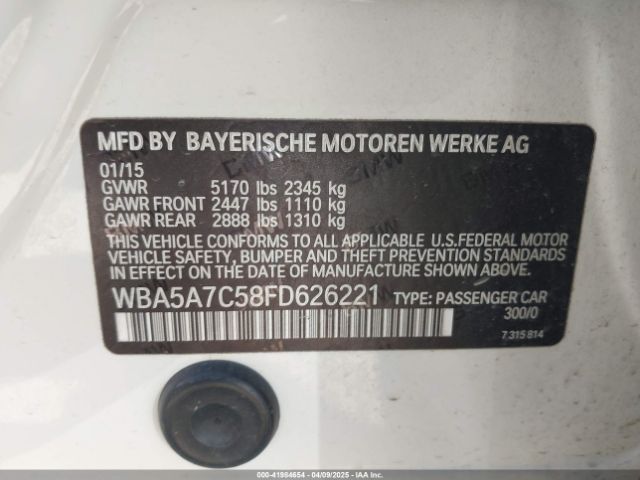 MFD BY BAYERISCHE MOTOREN WERKE AG
01/15
GVWR 5170 lbs 2345 kg
GAWR FRONT 2447 lbs 1110 kg
GAWR REAR 2888 lbs 1310 kg
THIS VEHICLE CONFORMS TO ALL APPLICABLE U.S.FEDERAL MOTOR
VEHICLE SAFETY, BUMPER AND THEFT PREVENTION STANDARDS
IN EFFECT ON THE DATE OF MANUFACTURE SHOWN ABOVE.
WBA5A7C58FD626221 TYPE: PASSENGER CAR
300/0
7 315 814
000-41984654 | 04/09/2025 | IAAI.com